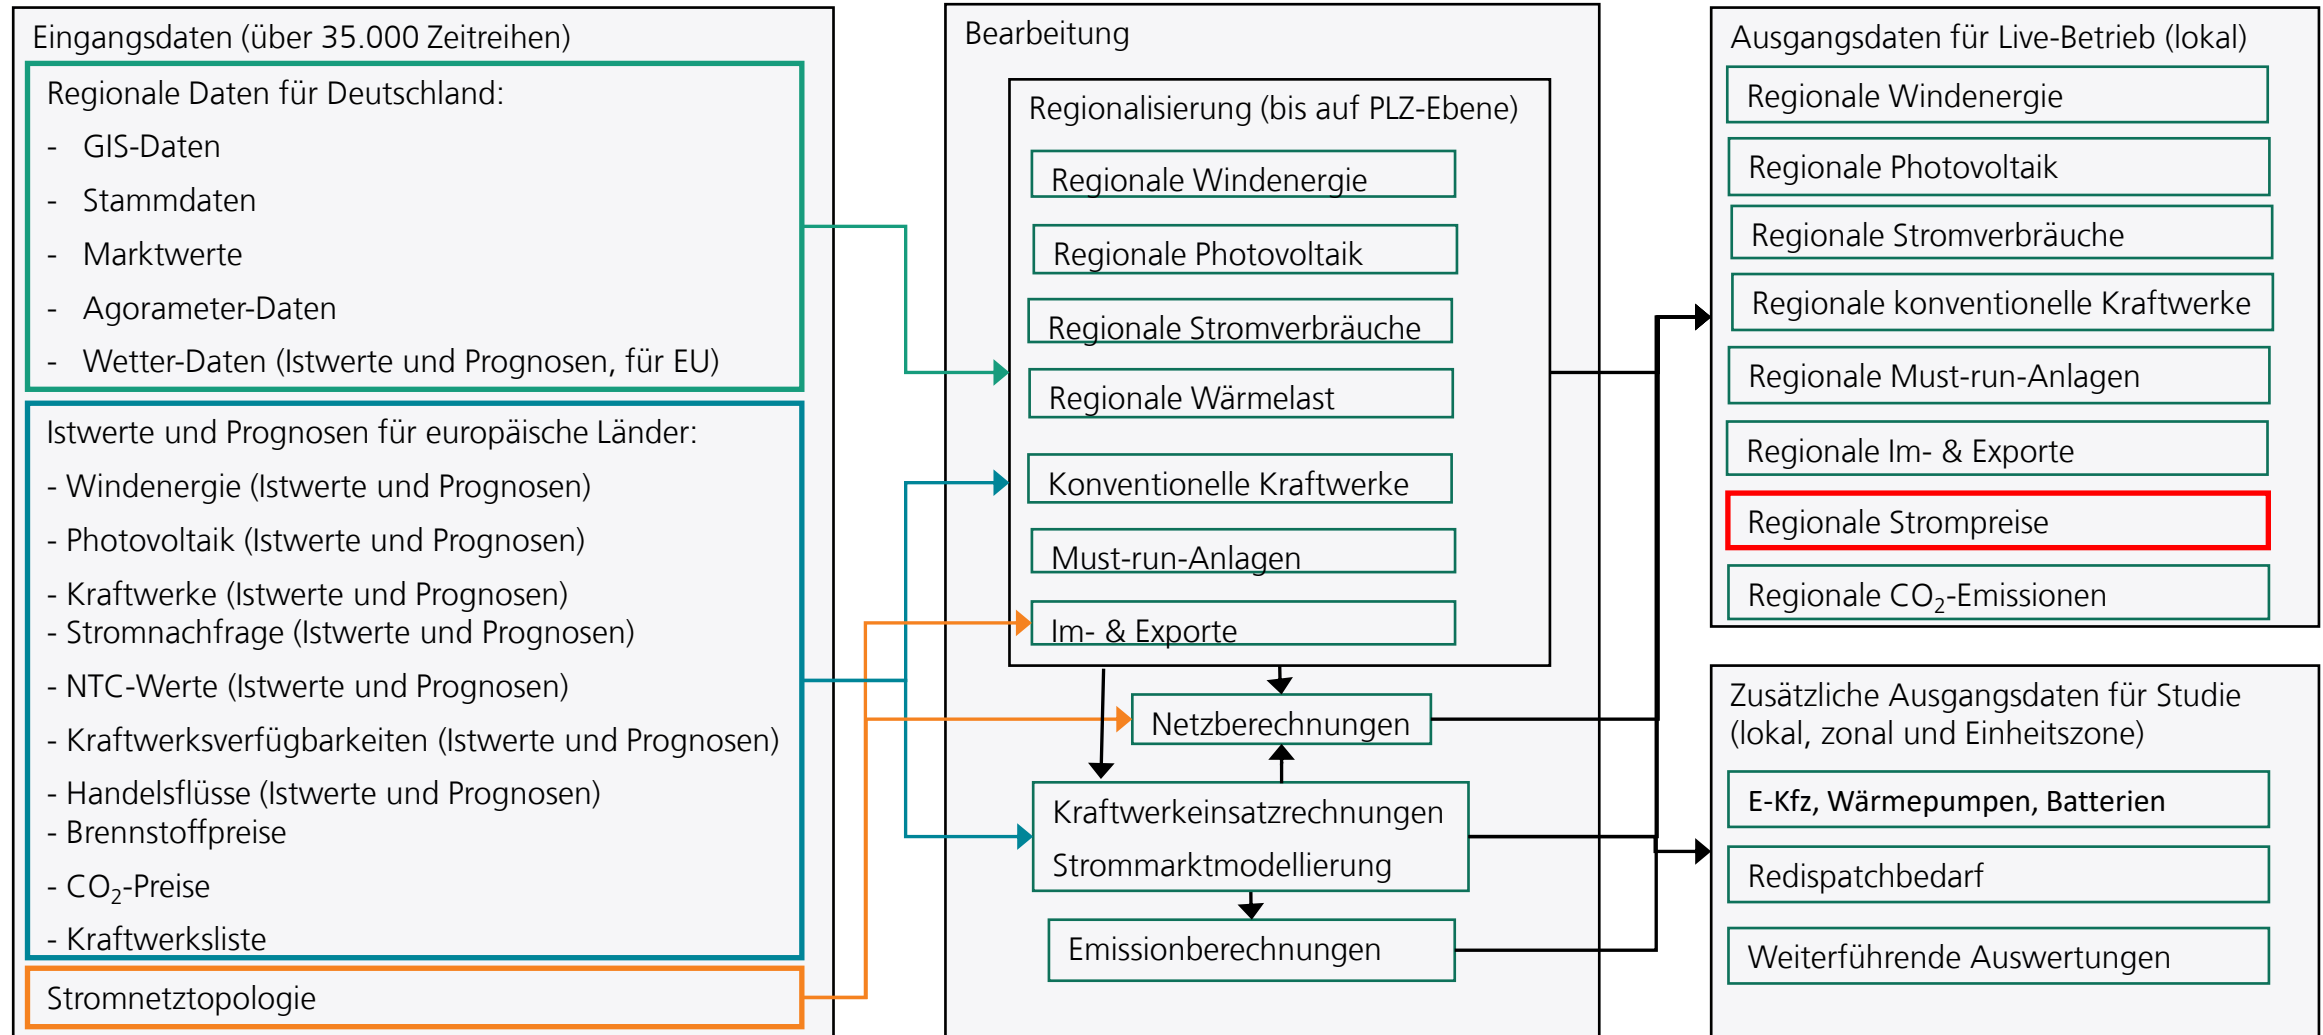 Eingangsdaten (über 35.000 Zeitreihen)
Regionale Daten für Deutschland:
- GIS-Daten
- Stammdaten
- Marktwerte
- Agorameter-Daten
- Wetter-Daten (Istwerte und Prognosen, für EU)
Istwerte und Prognosen für europäische Länder:
- Windenergie (Istwerte und Prognosen)
- Photovoltaik (Istwerte und Prognosen)
- Kraftwerke (Istwerte und Prognosen)
- Stromnachfrage (Istwerte und Prognosen)
- NTC-Werte (Istwerte und Prognosen)
- Kraftwerksverfügbarkeiten (Istwerte und Prognosen)
- Handelsflüsse (Istwerte und Prognosen)
- Brennstoffpreise
- CO₂-Preise
- Kraftwerksliste
Stromnetztopologie
Bearbeitung
Regionalisierung (bis auf PLZ-Ebene)
Regionale Windenergie
Regionale Photovoltaik
Regionale Stromverbräuche
Regionale Wärmelast
Konventionelle Kraftwerke
Must-run-Anlagen
Im- & Exporte
Netzberechnungen
Kraftwerkeinsatzrechnungen
Strommarktmodellierung
Emissionberechnungen
Ausgangsdaten für Live-Betrieb (lokal)
Regionale Windenergie
Regionale Photovoltaik
Regionale Stromverbräuche
Regionale konventionelle Kraftwerke
Regionale Must-run-Anlagen
Regionale Im- & Exporte
Regionale Strompreise
Regionale CO₂-Emissionen
Zusätzliche Ausgangsdaten für Studie
(lokal, zonal und Einheitszone)
E-Kfz, Wärmepumpen, Batterien
Redispatchbedarf
Weiterführende Auswertungen